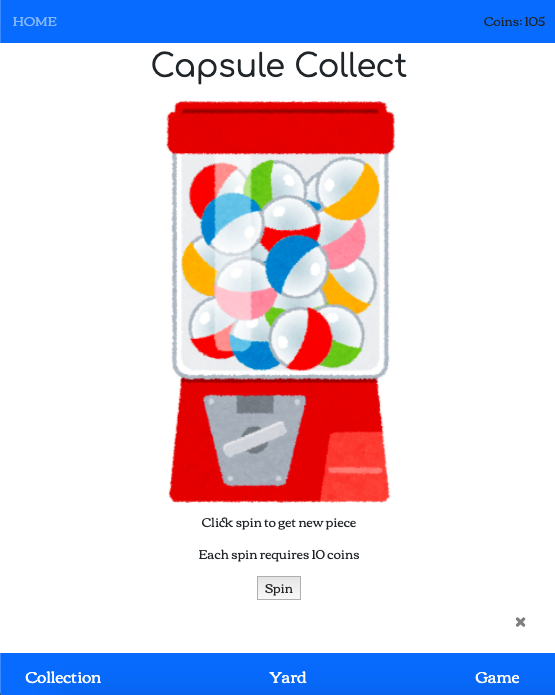 HOME
Coins: 105
Capsule Collect
Click spin to get new piece
Each spin requires 10 coins
Spin
Collection
Yard
Game